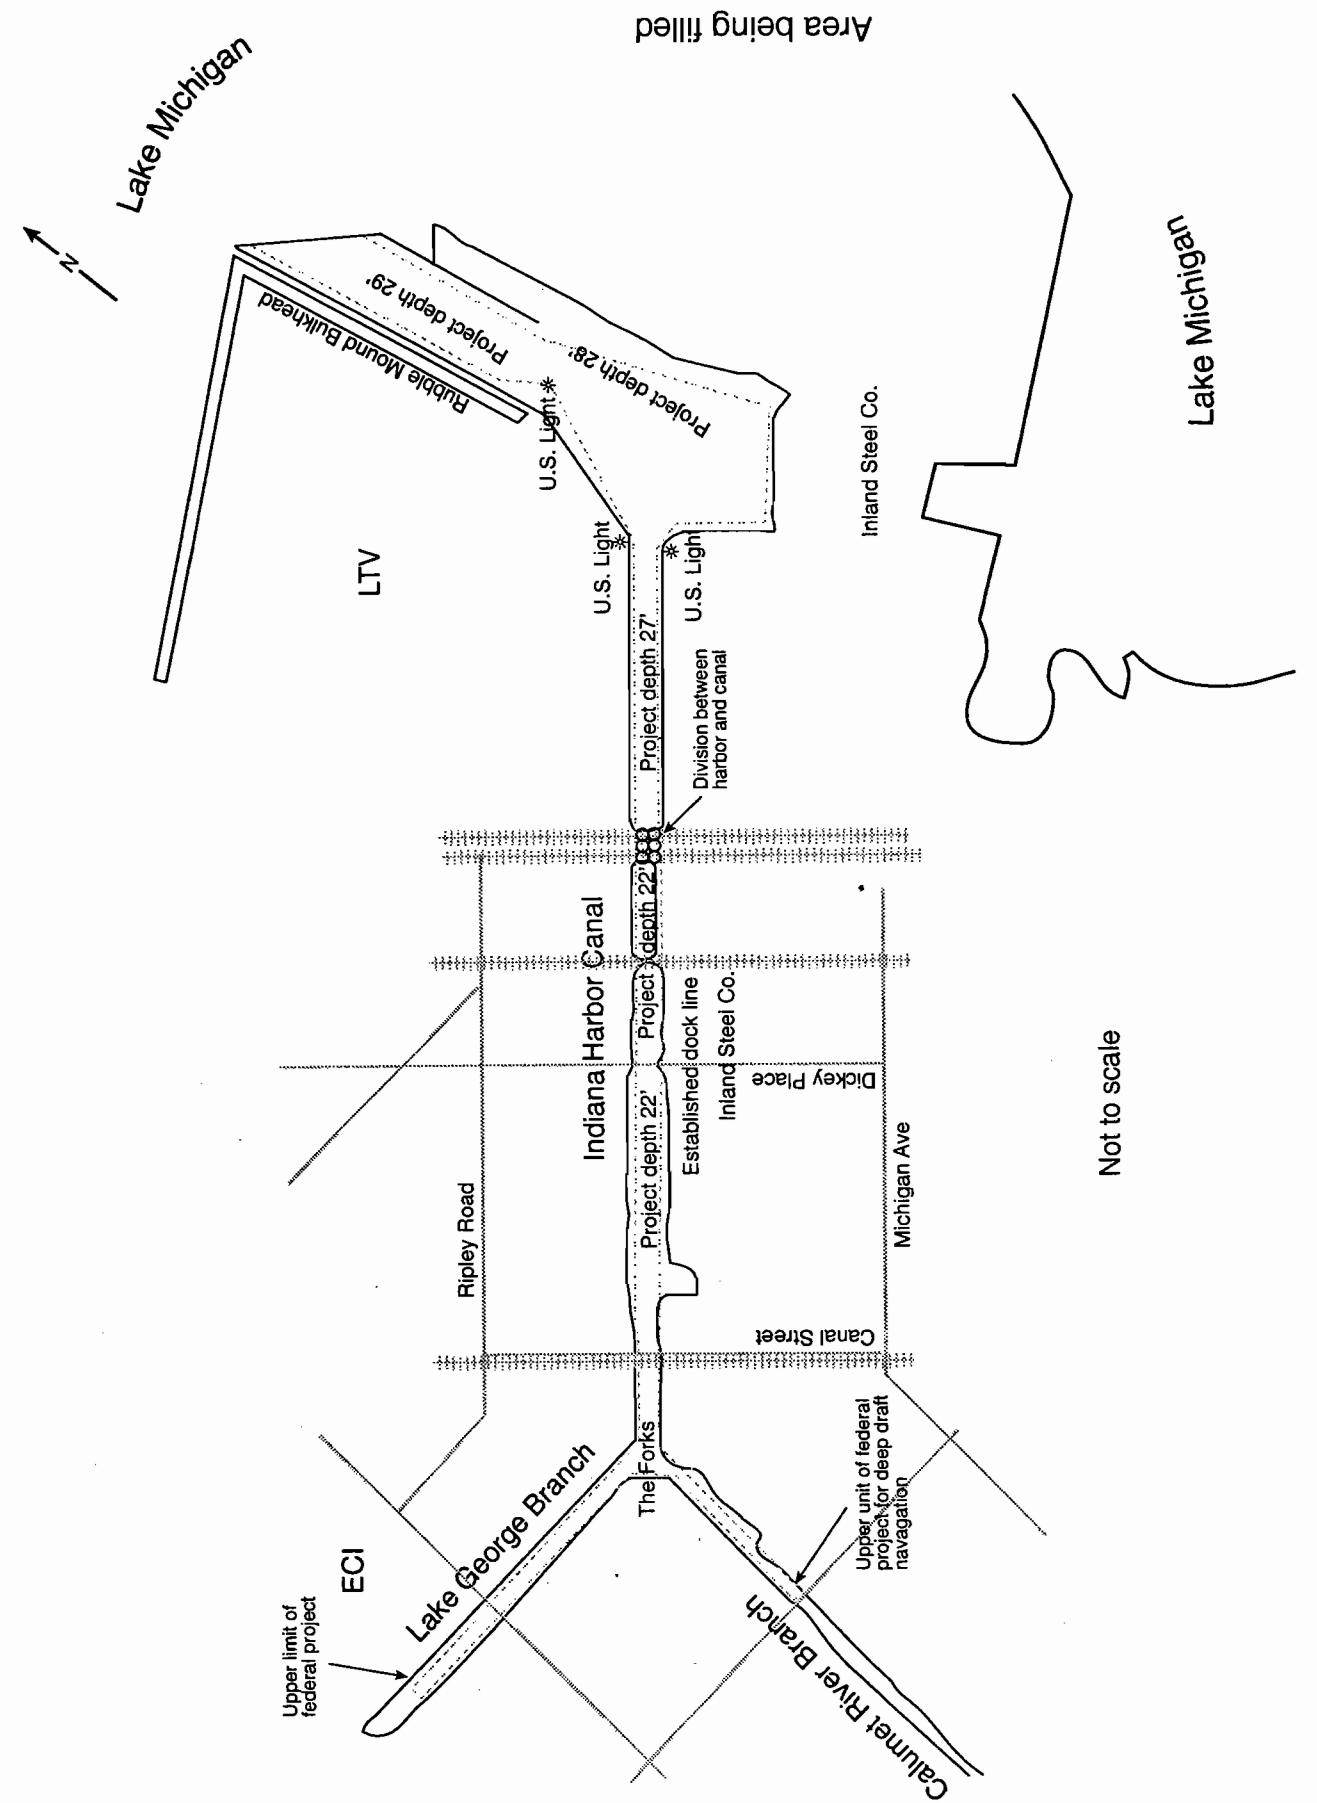 Area being filled
Lake Michigan
N
Project depth 29'
Rubble Mound Bulkhead
Project depth 28'
U.S. Light
Lake Michigan
Inland Steel Co.
LTV
U.S. Light
U.S. Light
Project depth 27'
Division between
harbor and canal
Project depth 22'
Indiana Harbor Canal
Established dock line
Inland Steel Co.
Dickey Place
Project depth 22'
Not to scale
Michigan Ave
Ripley Road
Canal Street
The Forks
Lake George Branch
Upper unit of federal
project for deep draft
navagation
ECI
Upper limit of
federal project
Calumet River Branch